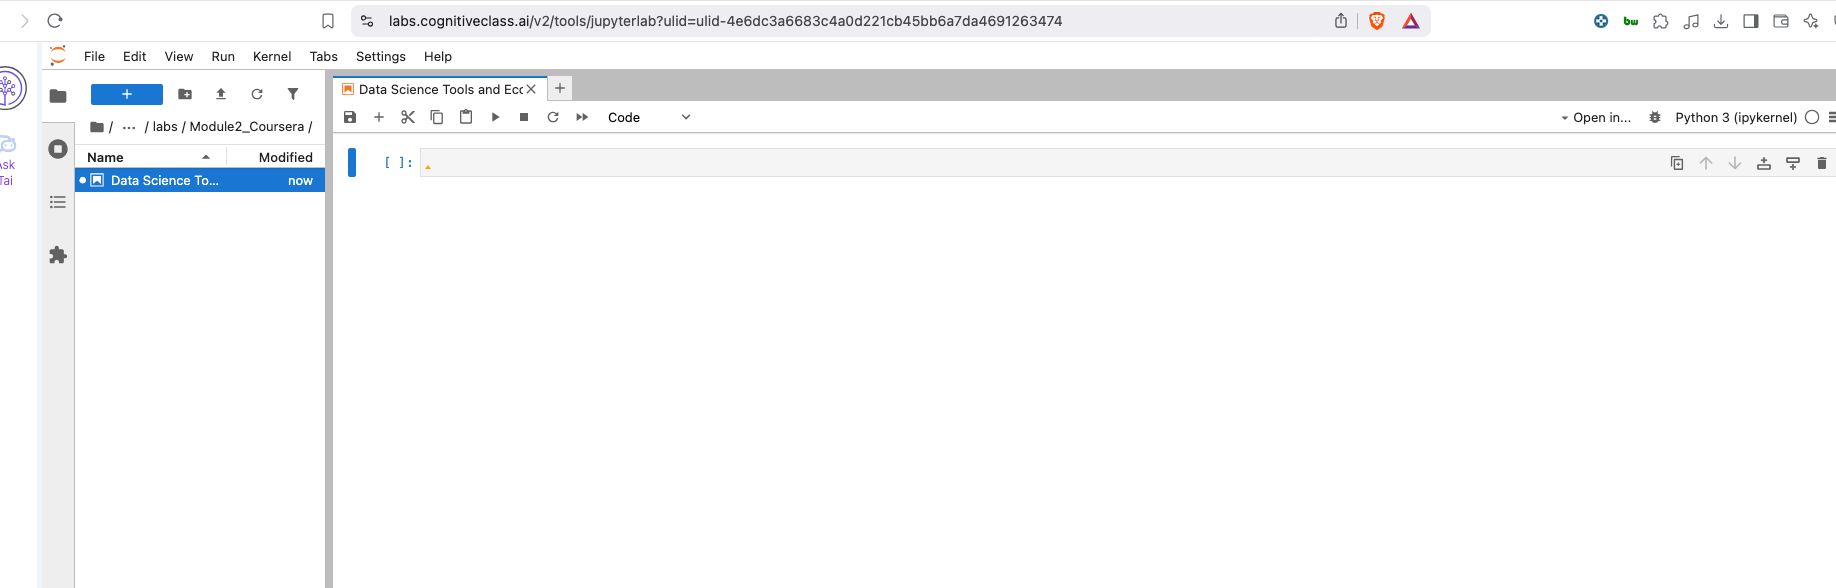 labs.cognitiveclass.ai/v2/tools/jupyterlab?ulid=ulid-4e6dc3a6683c4a0d221cb45bb6a7da4691263474
bw
File Edit View Run Kernel Tabs Settings Help
+
Data Science Tools and Ecc
Code
Open in...
Python 3 (ipykernel)
/ ... / labs / Module2_Coursera /
Name Modified
Data Science To... now
[ ]:
Tai